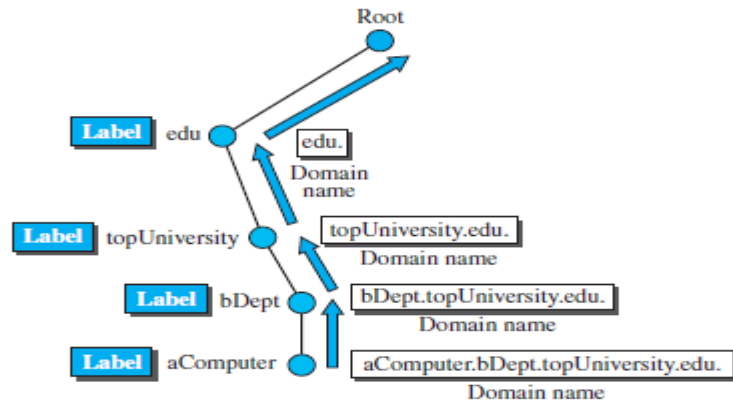 Root
Label edu
edu.
Domain
name
Label topUniversity
topUniversity.edu.
Domain name
Label bDept
bDept.topUniversity.edu.
Domain name
Label aComputer
aComputer.bDept.topUniversity.edu.
Domain name